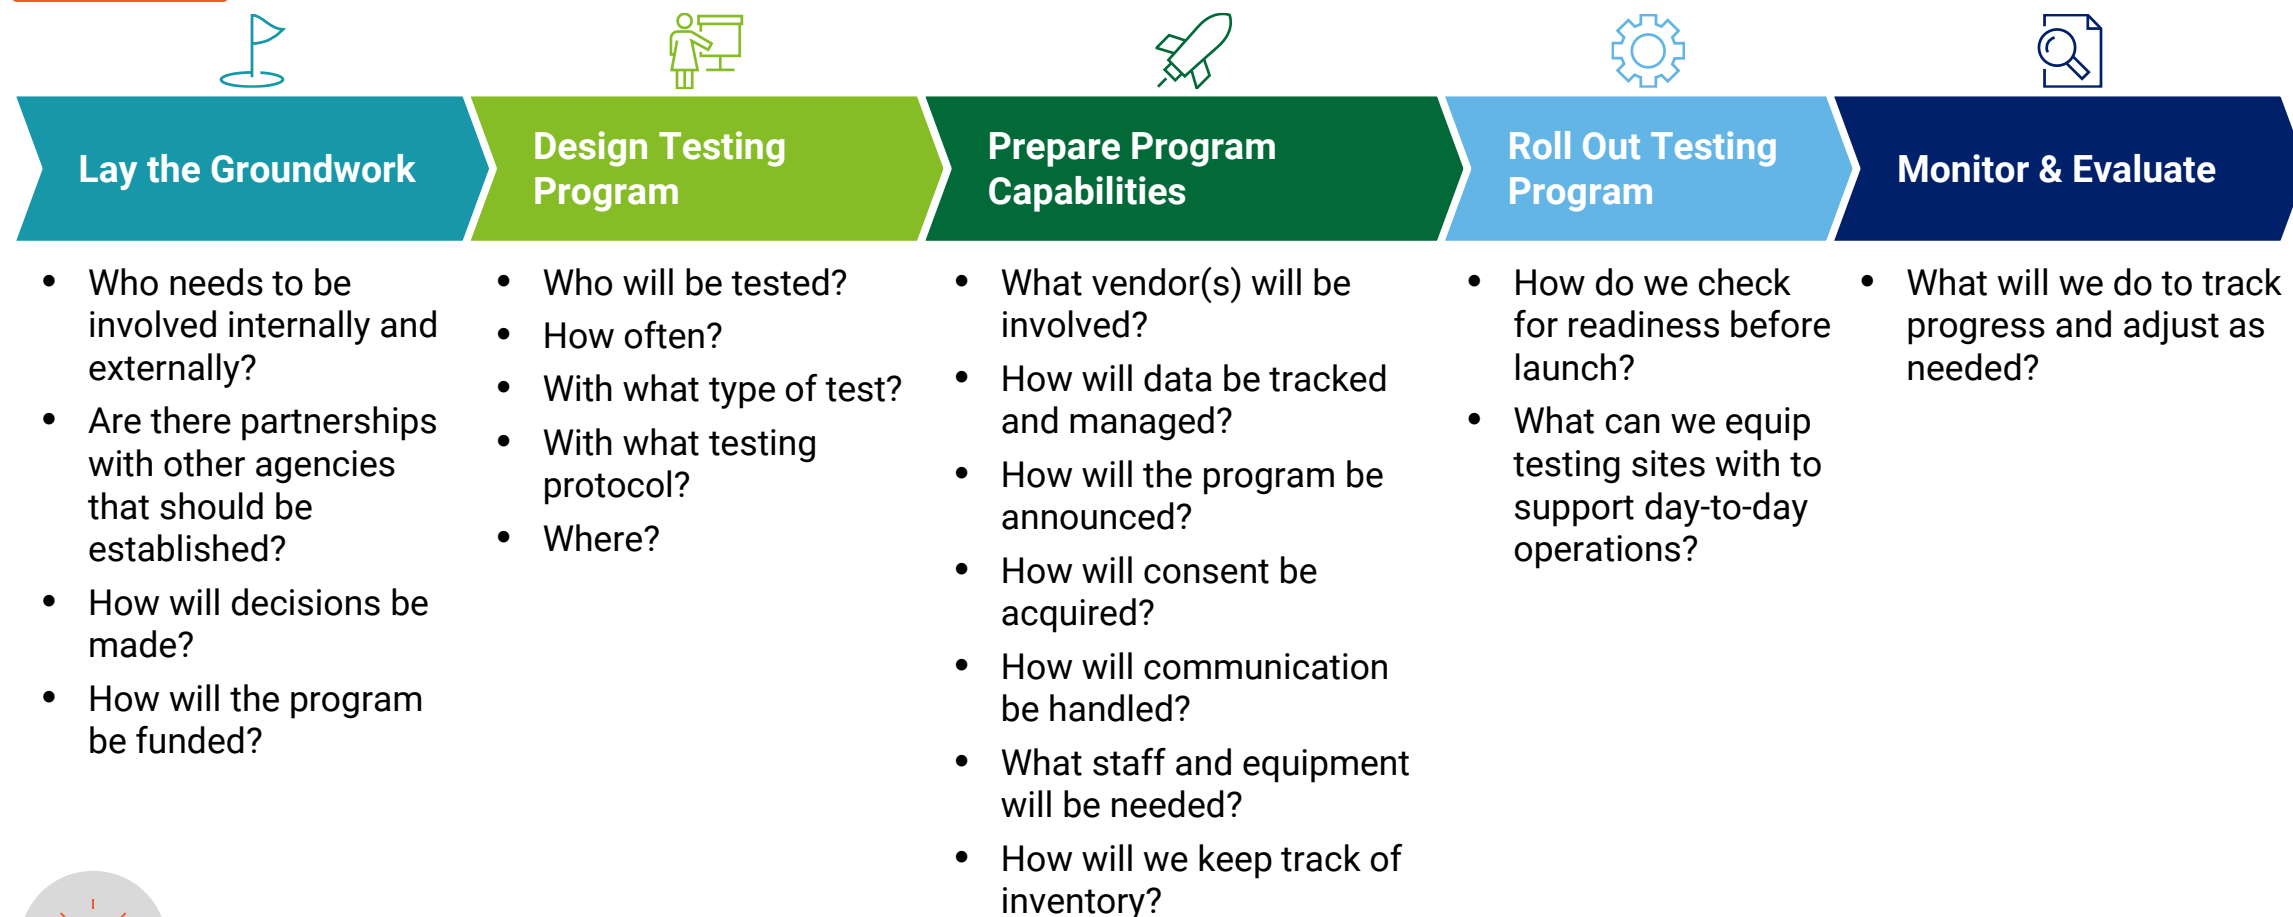 Lay the Groundwork
Who needs to be
involved internally and
externally?
Are there partnerships
with other agencies
that should be
established?
How will decisions be
made?
How will the program
be funded?
Design Testing
Program
Who will be tested?
How often?
With what type of test?
With what testing
protocol?
Where?
Prepare Program
Capabilities
What vendor(s) will be
involved?
How will data be tracked
and managed?
How will the program be
announced?
How will consent be
acquired?
How will communication
be handled?
What staff and equipment
will be needed?
How will we keep track of
inventory?
Roll Out Testing
Program
How do we check
for readiness before
launch?
What can we equip
testing sites with to
support day-to-day
operations?
Monitor & Evaluate
What will we do to track
progress and adjust as
needed?